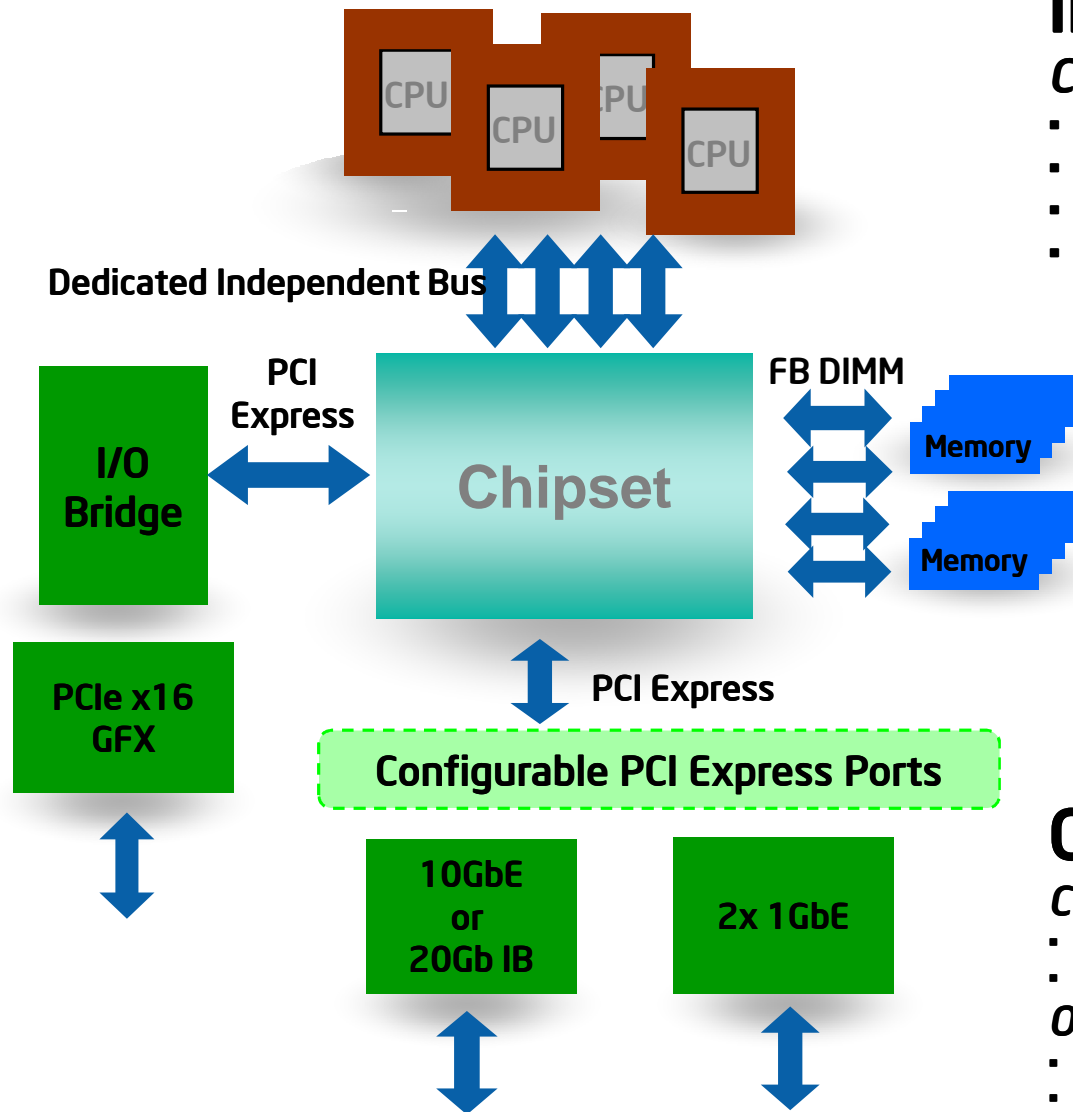 CPU
CPU
CPU
CPU
Dedicated Independent Bus
PCI
Express
FB DIMM
I/O
Bridge
Chipset
Memory
Memory
PCIe x16
GFX
PCI Express
Configurable PCI Express Ports
10GbE
or
20Gb IB
2x 1GbE